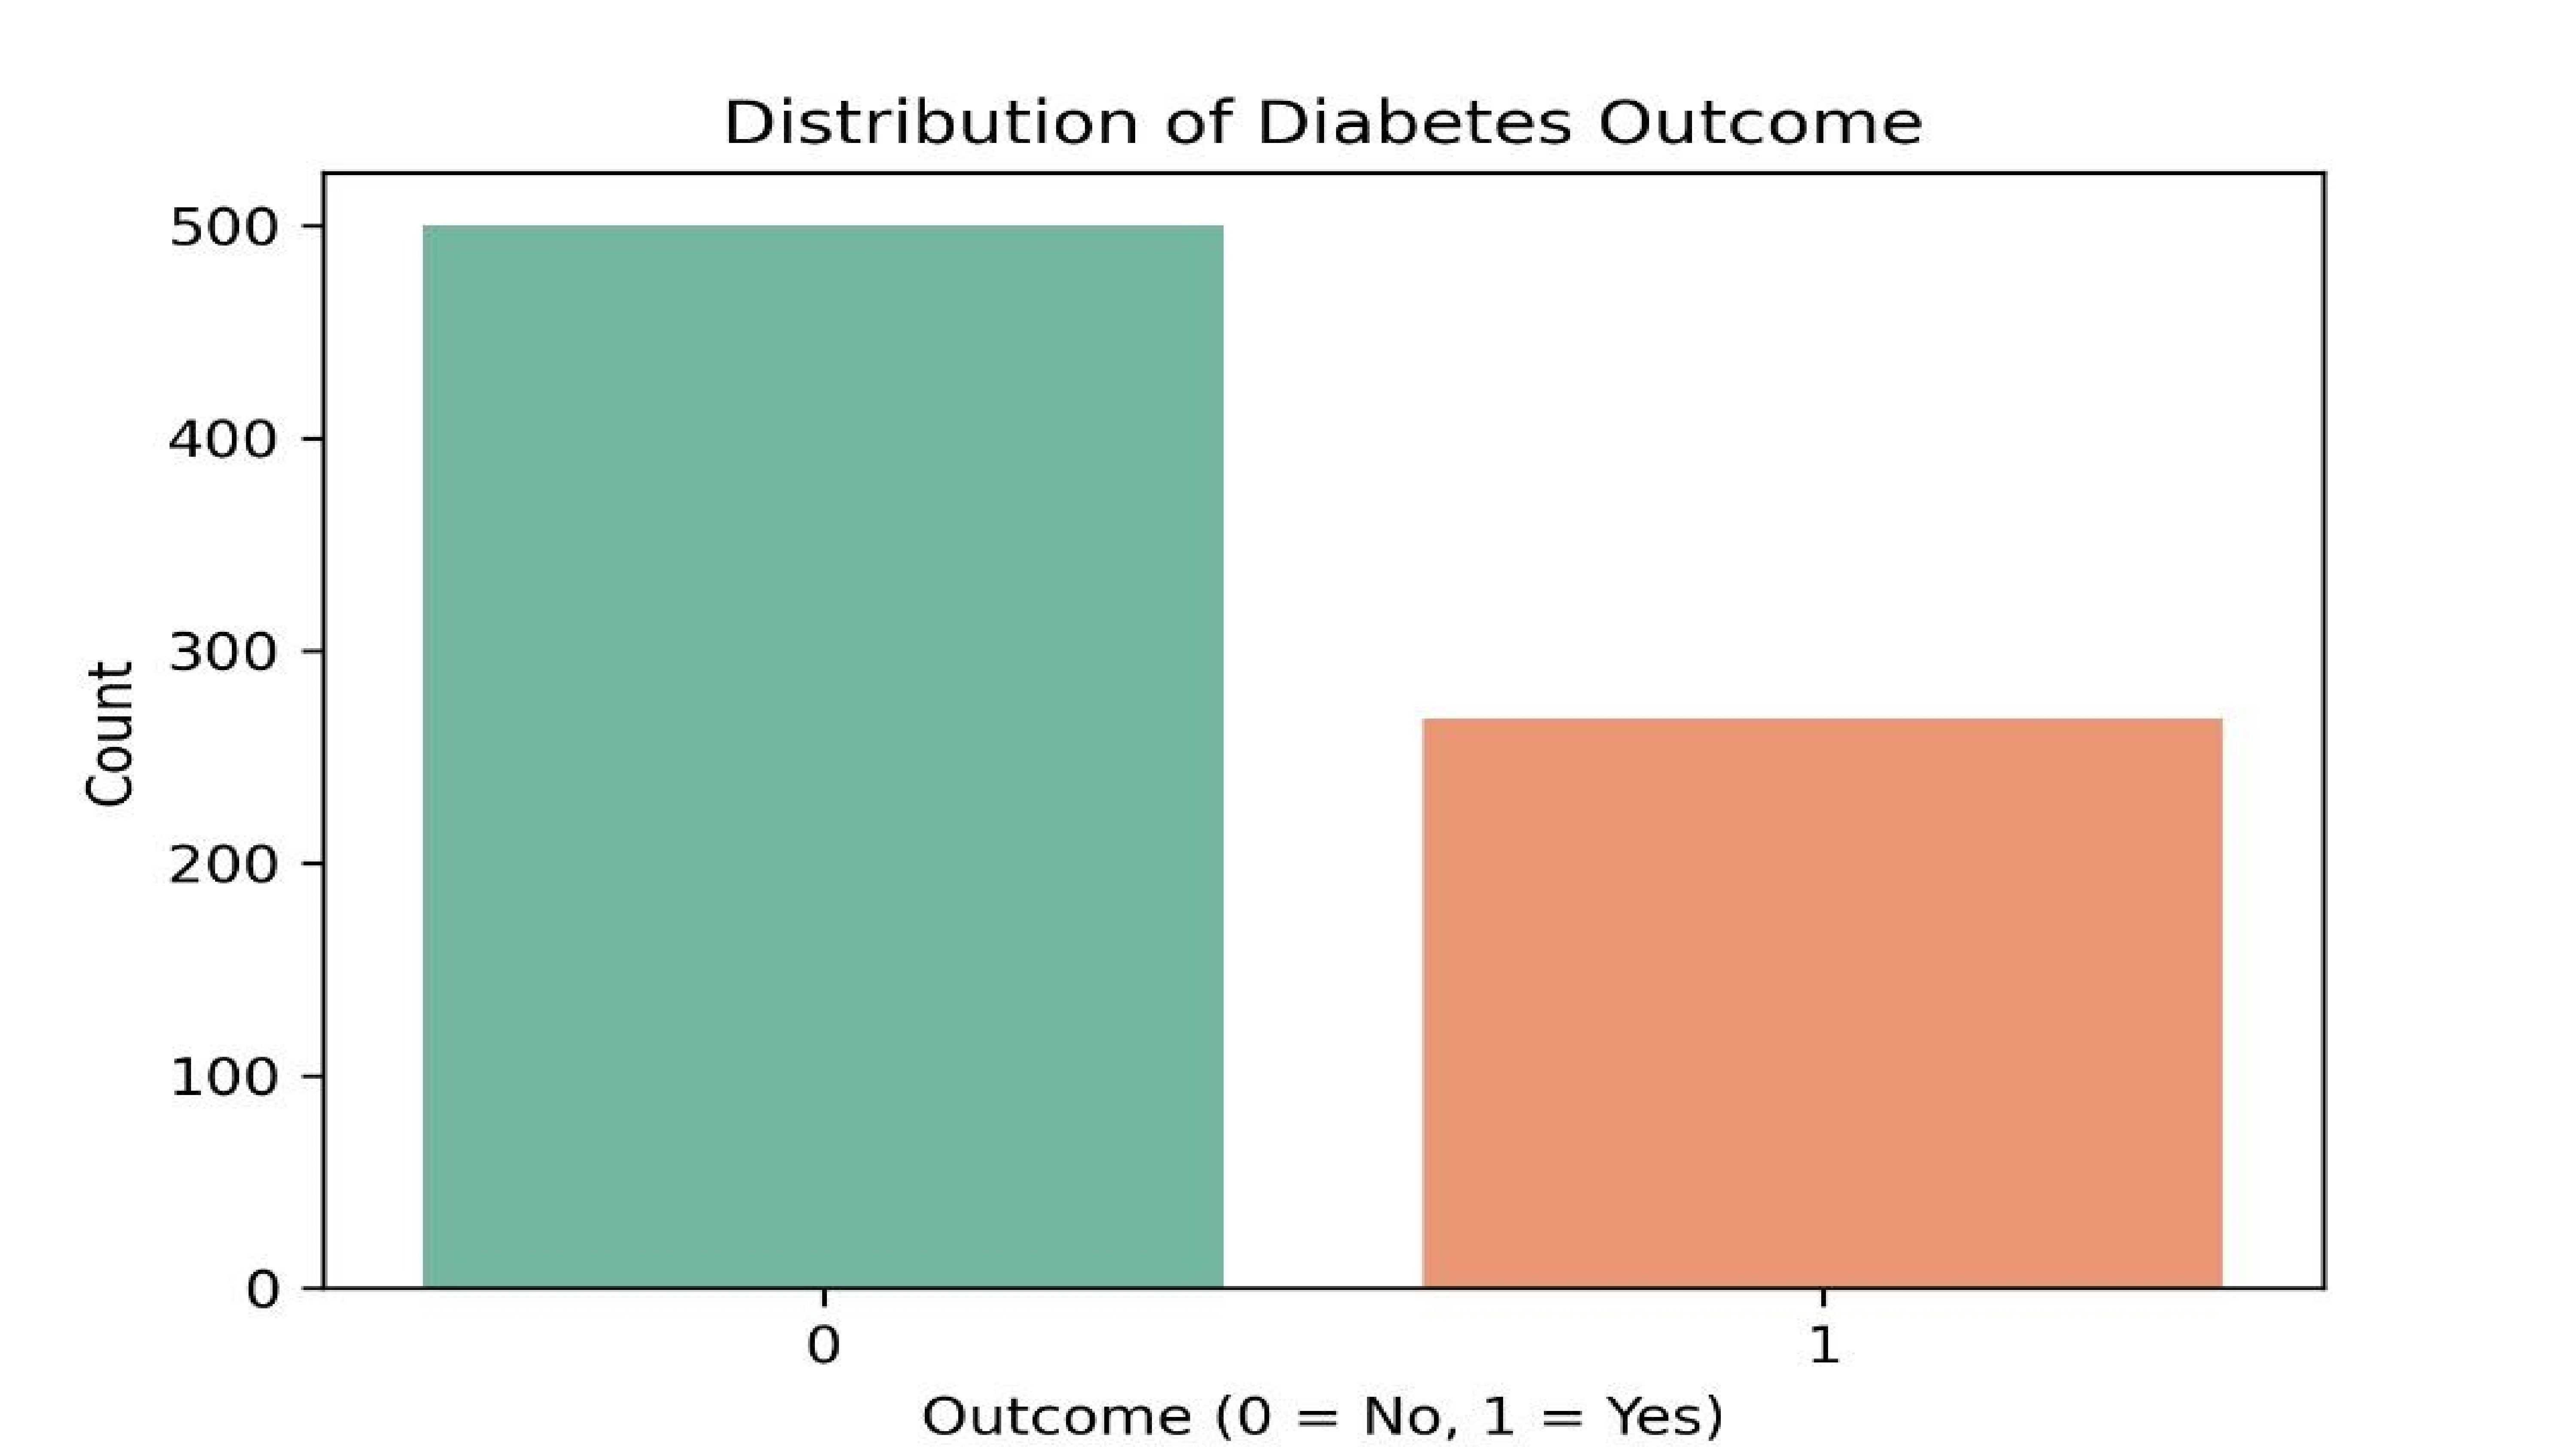 Distribution of Diabetes Outcome
500
400
300
200
100
0
Count
0 1
Outcome (0 = No, 1 = Yes)